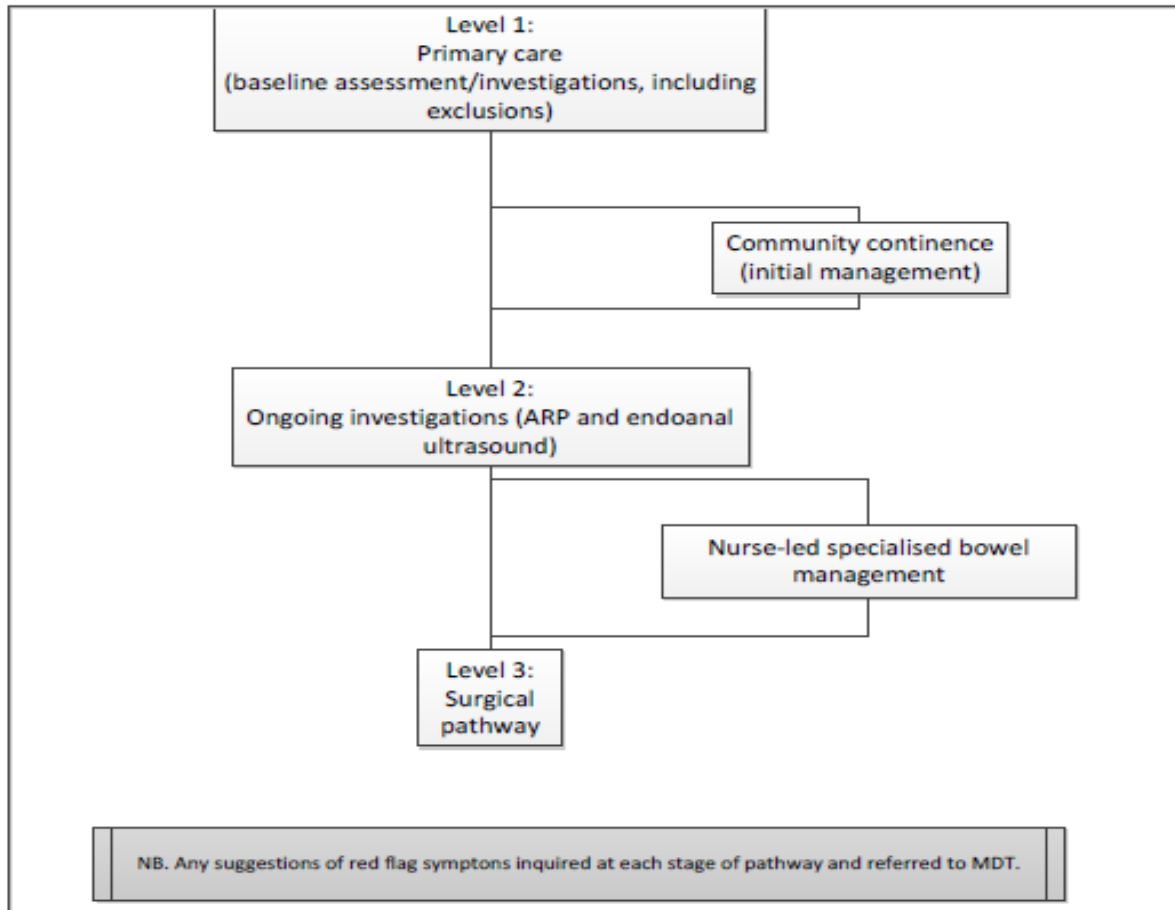 Level 1:
Primary care
(baseline assessment/investigations, including
exclusions)
Community continence
(initial management)
Level 2:
Ongoing investigations (ARP and endoanal
ultrasound)
Nurse-led specialised bowel
management
Level 3:
Surgical
pathway
NB. Any suggestions of red flag symptons inquired at each stage of pathway and referred to MDT.